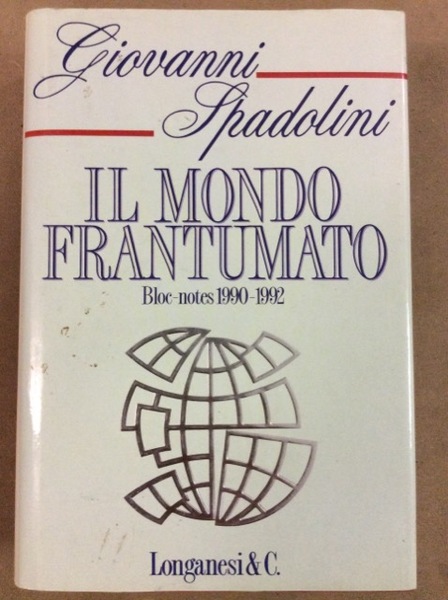 Giovanni
Spadolini
IL MONDO
FRANTUMATO
Bloc-notes 1990-1992
Longanesi & C.